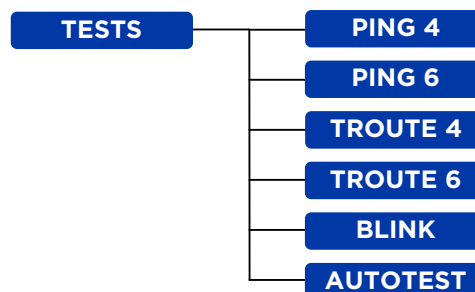 TESTS
PING 4
PING 6
TROUTE 4
TROUTE 6
BLINK
AUTOTEST